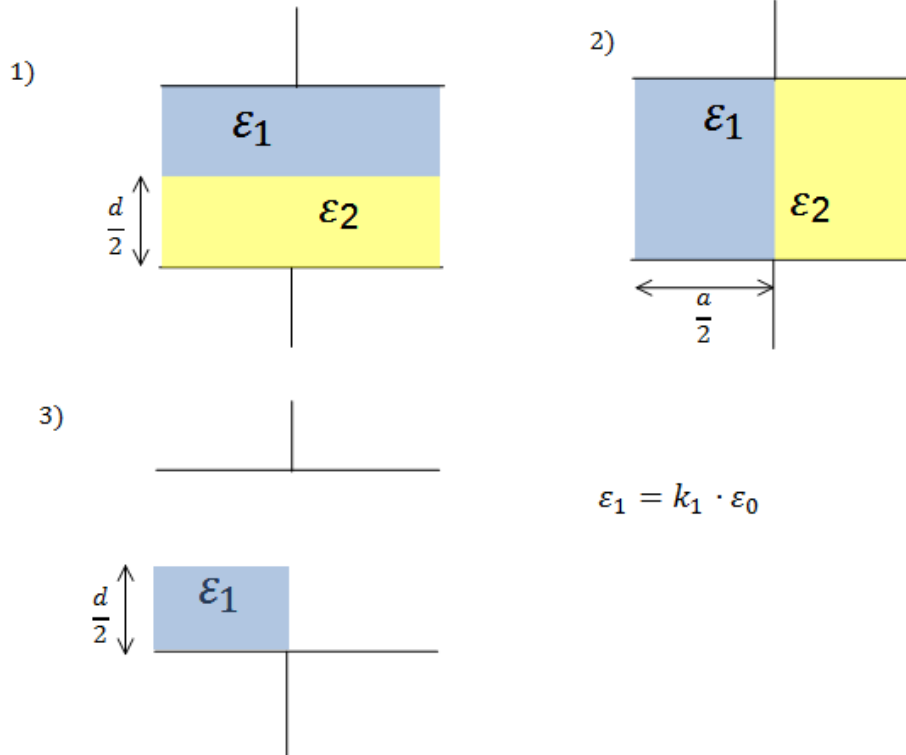 1)
ε1
ε2
d/2
2)
ε1
ε2
a/2
3)
ε1
d/2
ε₁ = k₁ · ε₀